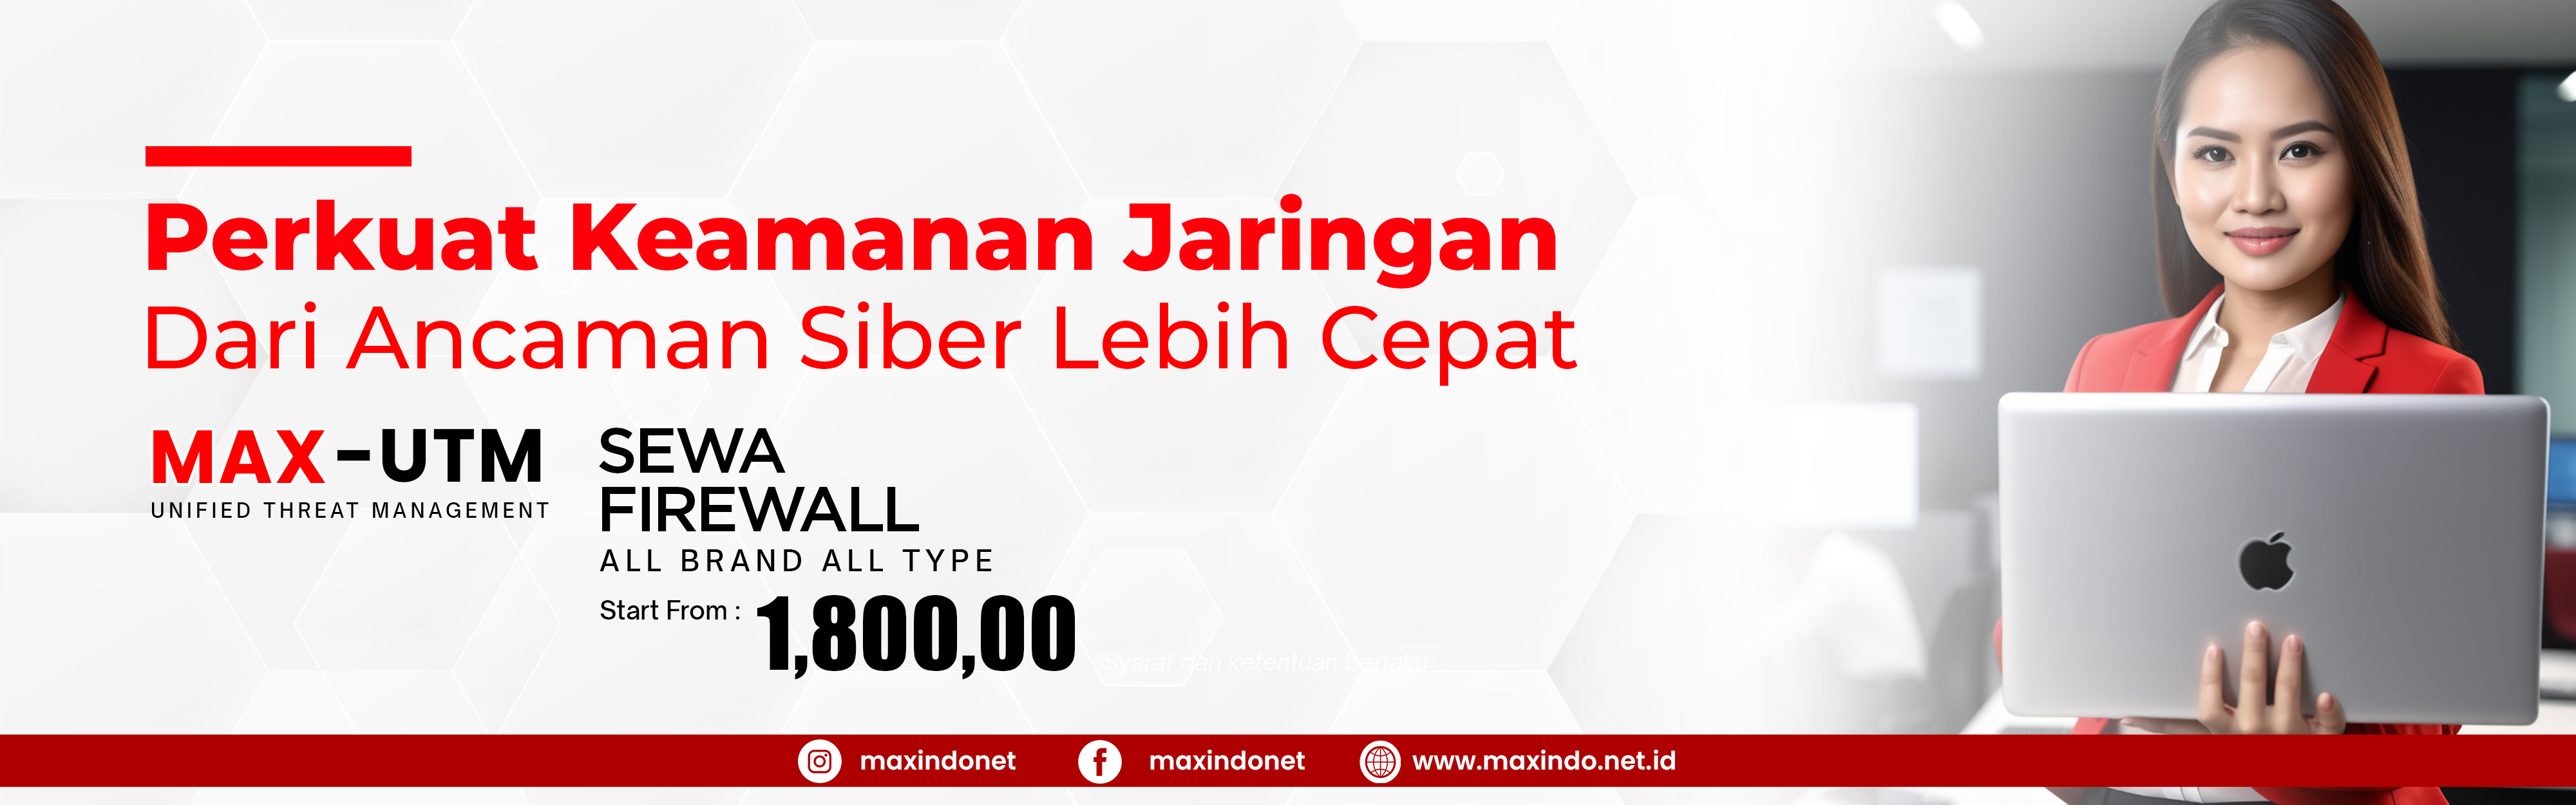 Perkuat Keamanan Jaringan
Dari Ancaman Siber Lebih Cepat
MAX-UTM
UNIFIED THREAT MANAGEMENT
SEWA
FIREWALL
ALL BRAND ALL TYPE
Start From : 1,800,00
*Syarat dan ketentuan berlaku
maxindonet maxindonet www.maxindo.net.id